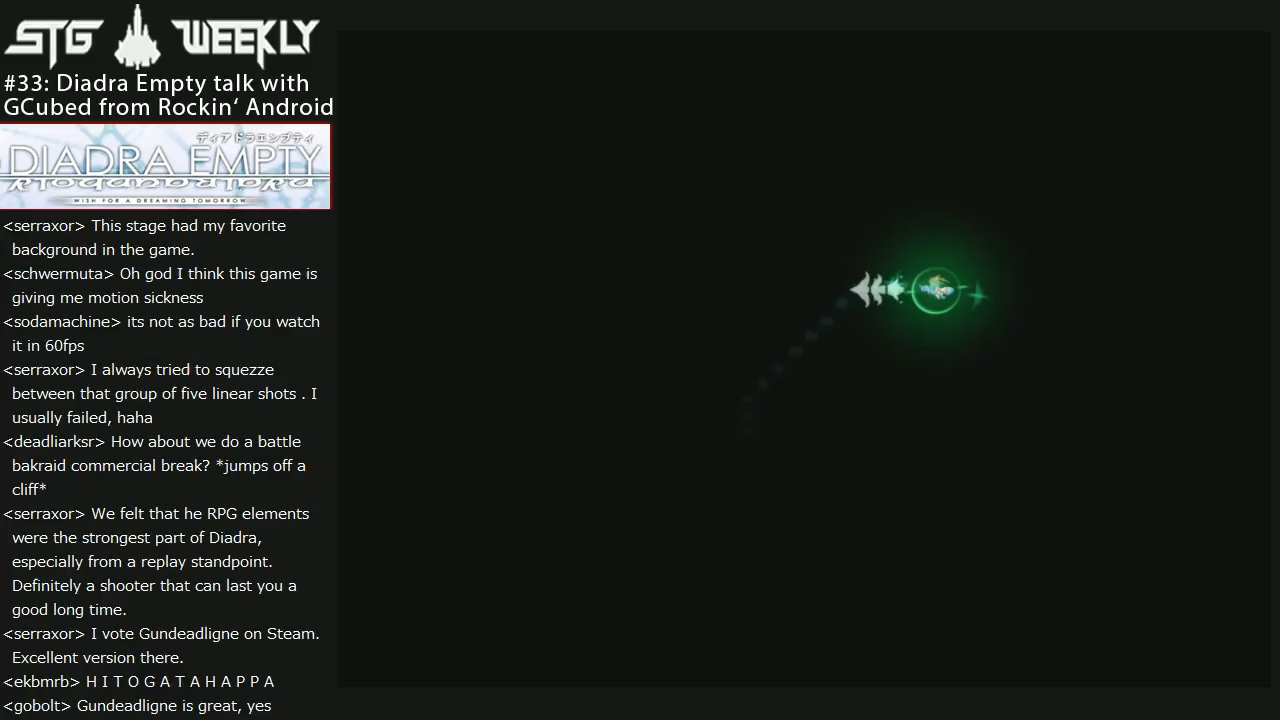 STG WEEKLY
#33: Diadra Empty talk with
GCubed from Rockin‘ Android
ディアドラエンプティ
DIADRA EMPTY
WISH FOR A DREAMING TOMORROW
<serraxor> This stage had my favorite
background in the game.
<schwermuta> Oh god I think this game is
giving me motion sickness
<sodamachine> its not as bad if you watch
it in 60fps
<serraxor> I always tried to squezze
between that group of five linear shots . I
usually failed, haha
<deadliarksr> How about we do a battle
bakraid commercial break? *jumps off a
cliff*
<serraxor> We felt that he RPG elements
were the strongest part of Diadra,
especially from a replay standpoint.
Definitely a shooter that can last you a
good long time.
<serraxor> I vote Gundeadligne on Steam.
Excellent version there.
<ekbmrb> H I T O G A T A H A P P A
<gobolt> Gundeadligne is great, yes